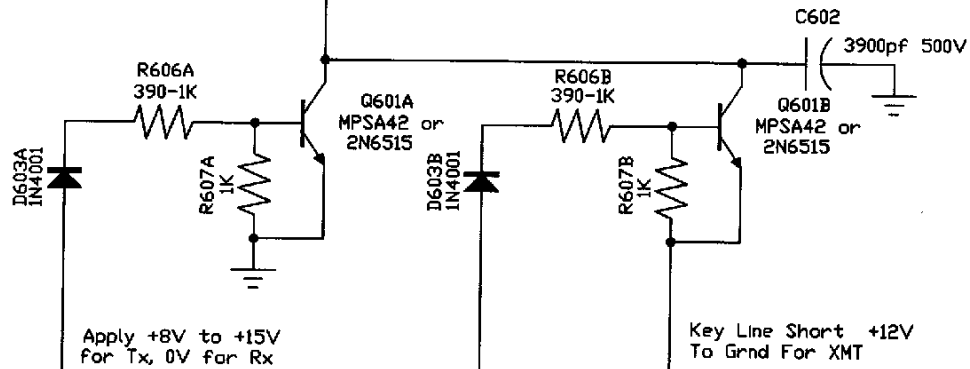 C602
3900pf 500V
R606A
390-1K
Q601A
MPSA42 or
2N6515
R606B
390-1K
Q601B
MPSA42 or
2N6515
D603A
1N4001
R607A
1K
D603B
1N4001
R607B
1K
Apply +8V to +15V
for Tx, 0V for Rx
Key Line Short +12V
To Grnd For XMT